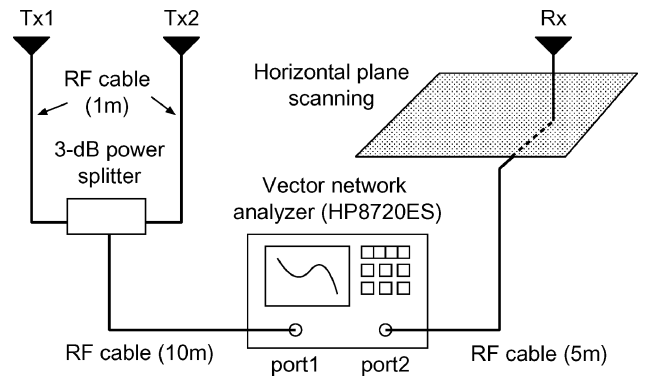 Tx1
Tx2
Rx
RF cable
(1m)
Horizontal plane
scanning
3-dB power
splitter
Vector network
analyzer (HP8720ES)
RF cable (10m)
port1
port2
RF cable (5m)